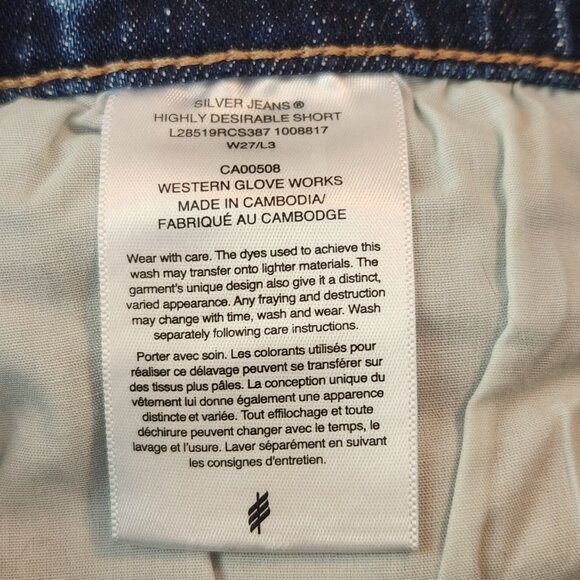 SILVER JEANS®
HIGHLY DESIRABLE SHORT
L28519RCS387 1008817
W27/L3
CA00508
WESTERN GLOVE WORKS
MADE IN CAMBODIA/
FABRIQUÉ AU CAMBODGE
Wear with care. The dyes used to achieve this
wash may transfer onto lighter materials. The
garment's unique design also give it a distinct,
varied appearance. Any fraying and destruction
may change with time, wash and wear. Wash
separately following care instructions.
Porter avec soin. Les colorants utilisés pour
réaliser ce délavage peuvent se transférer sur
des tissus plus pâles. La conception unique du
vêtement lui donne également une apparence
distincte et variée. Tout effilochage et toute
déchirure peuvent changer avec le temps, le
lavage et l'usure. Laver séparément en suivant
les consignes d'entretien.